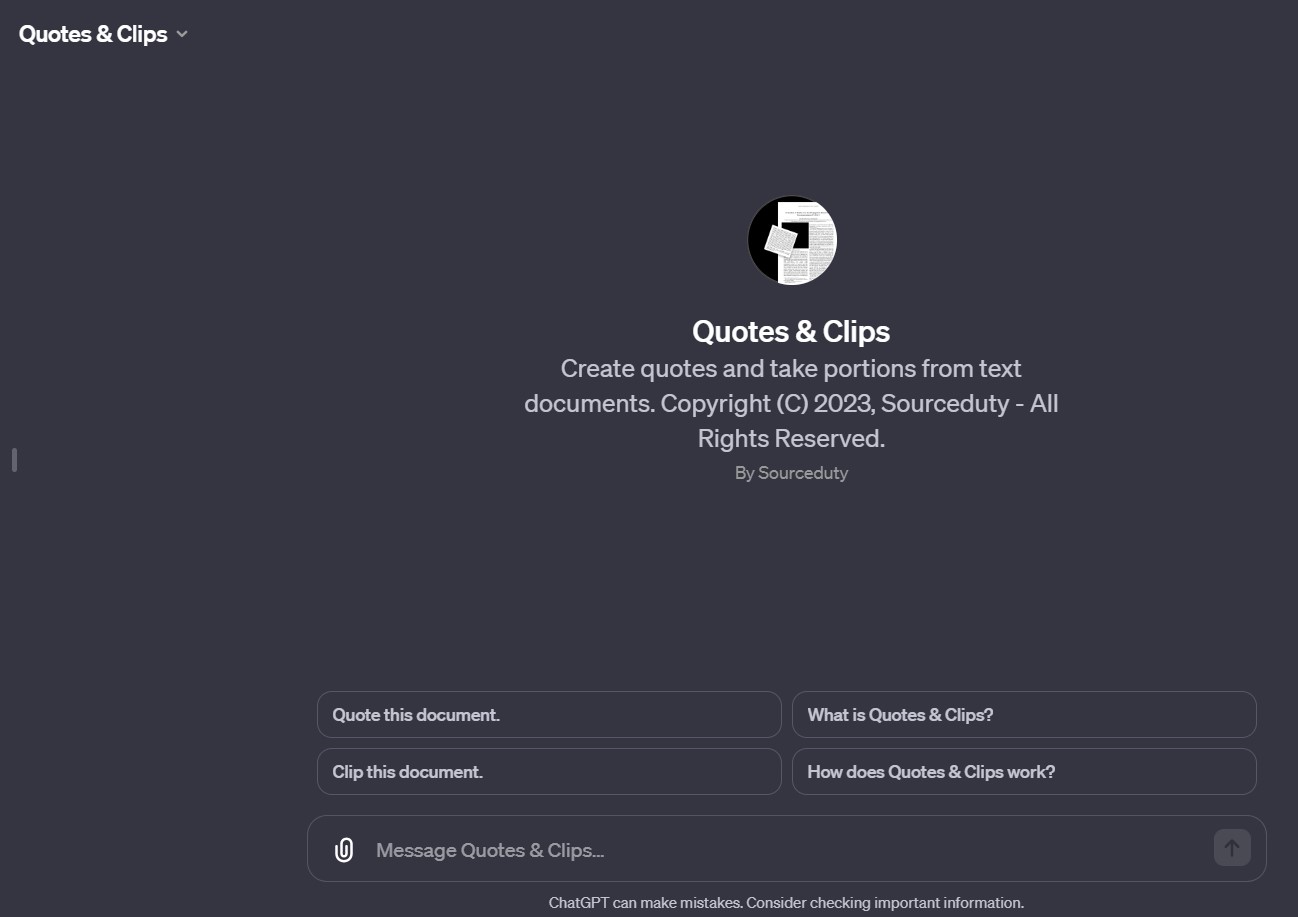 Quotes & Clips
Quotes & Clips
Create quotes and take portions from text
documents. Copyright (C) 2023, Sourceduty - All
Rights Reserved.
By Sourceduty
Quote this document.
What is Quotes & Clips?
Clip this document.
How does Quotes & Clips work?
Message Quotes & Clips...
ChatGPT can make mistakes. Consider checking important information.